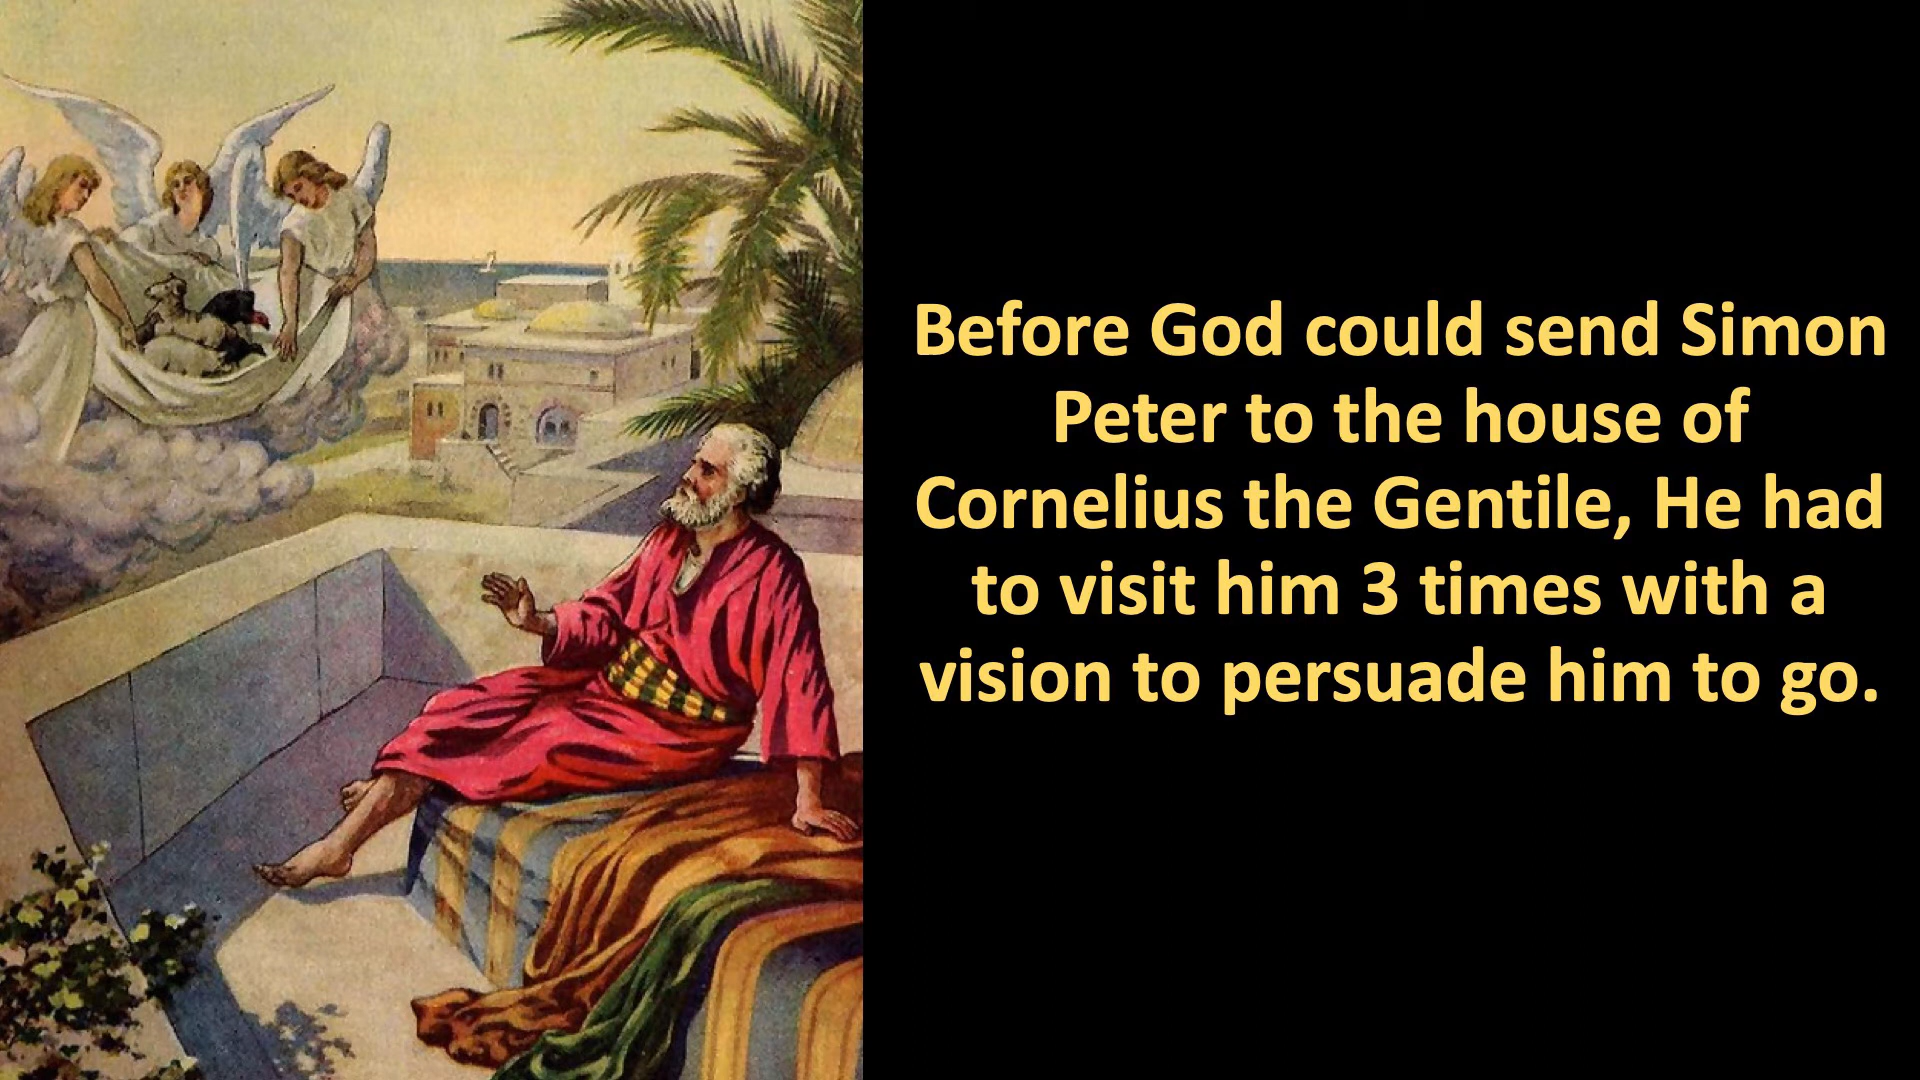 Before God could send Simon
Peter to the house of
Cornelius the Gentile, He had
to visit him 3 times with a
vision to persuade him to go.